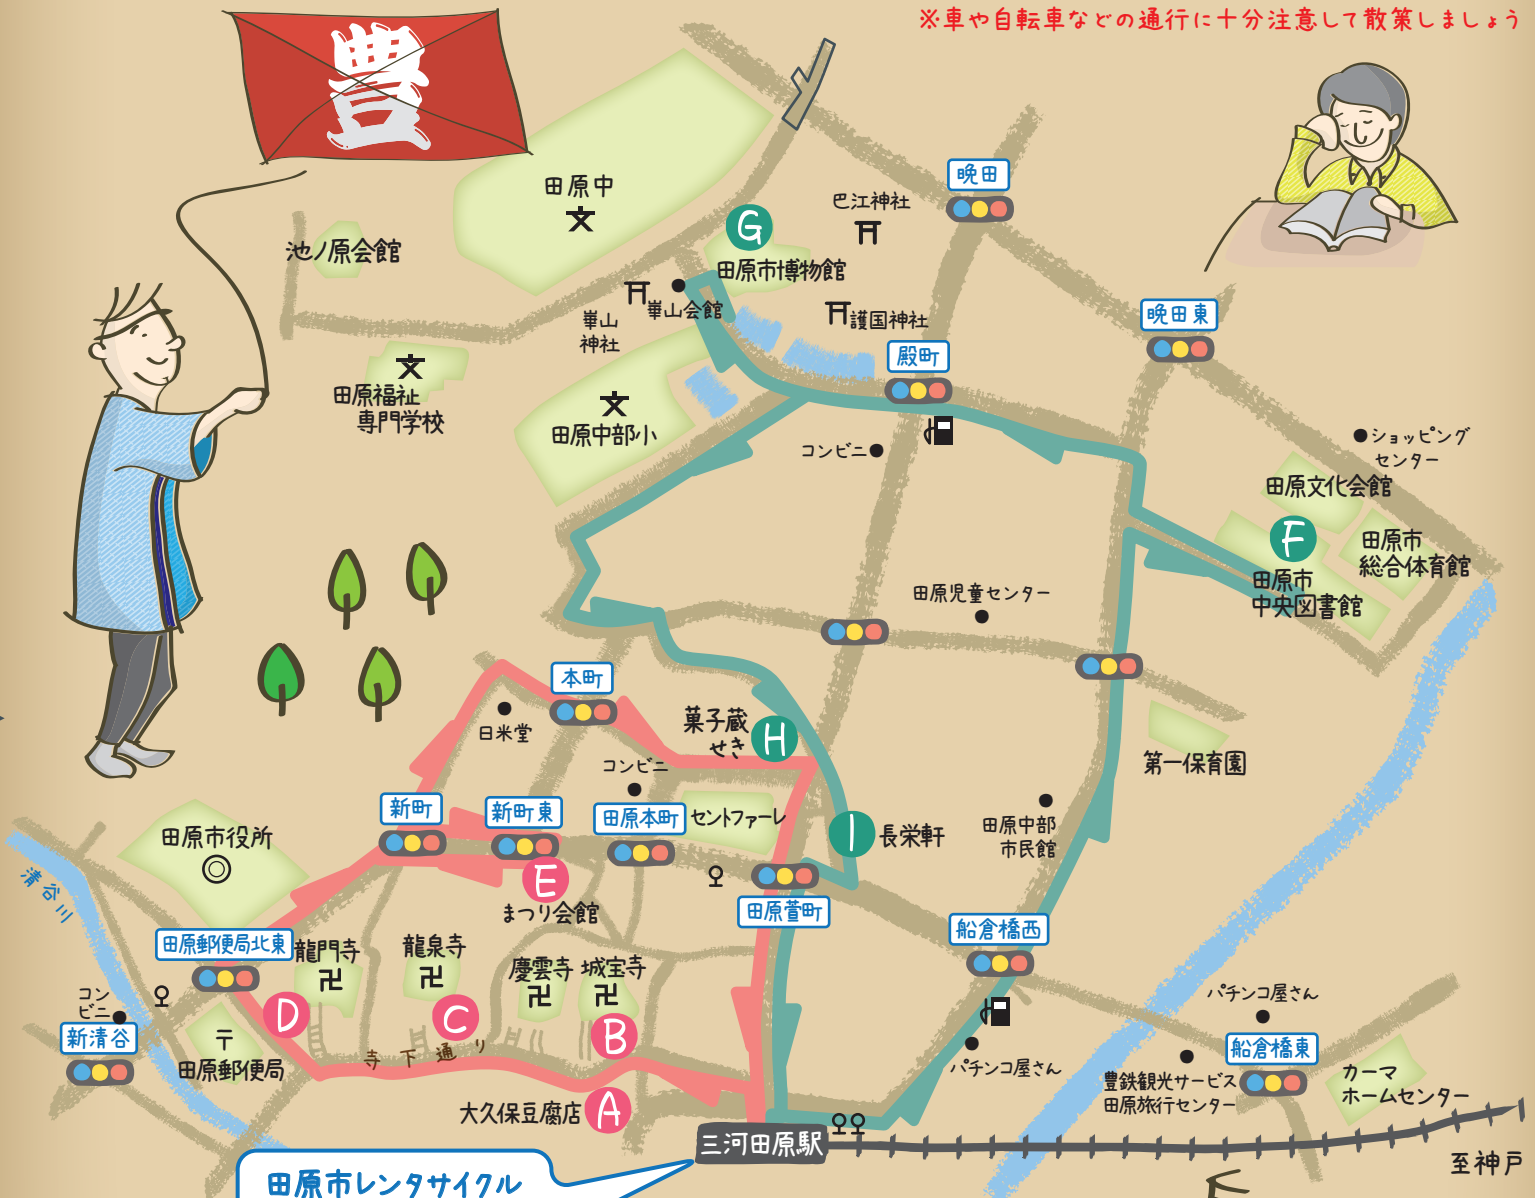 ※車や自転車などの通行に十分注意して散策しましょう
豊
田原中
文
晩田
巴江神社
G
池ノ原会館
田原市博物館
崋山会館
崋山
神社
護国神社
晩田東
殿町
文
田原福祉
専門学校
文
田原中部小
コンビニ
ショッピング
センター
田原文化会館
F
田原市
総合体育館
田原市
中央図書館
田原児童センター
本町
日米堂
菓子蔵
せき
H
コンビニ
第一保育園
新町
新町東
田原本町
セントファーレ
I
長栄軒
田原中部
市民館
田原市役所
清谷川
E
まつり会館
田原萱町
船倉橋西
田原郵便局北東
龍門寺
卍
龍泉寺
卍
慶雲寺
卍
城宝寺
卍
コン
ビニ
新清谷
D
C
B
〒
田原郵便局
寺下通り
パチンコ屋さん
パチンコ屋さん
船倉橋東
豊鉄観光サービス
田原旅行センター
カーマ
ホームセンター
大久保豆腐店
A
三河田原駅
至神戸
田原市レンタサイクル